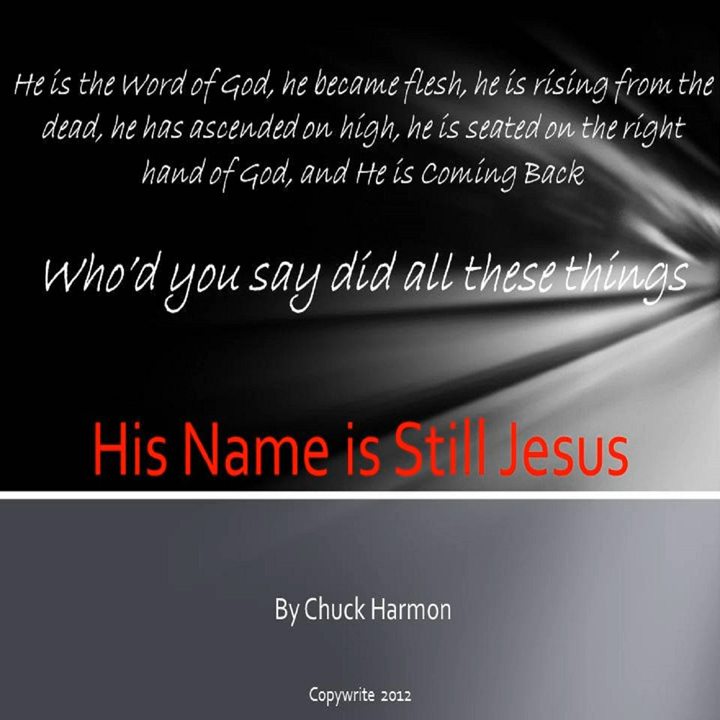 He is the Word of God, he became flesh, he is rising from the
dead, he has ascended on high, he is seated on the right
hand of God, and He is Coming Back
Who'd you say did all these things
His Name is Still Jesus
By Chuck Harmon
Copywrite 2012